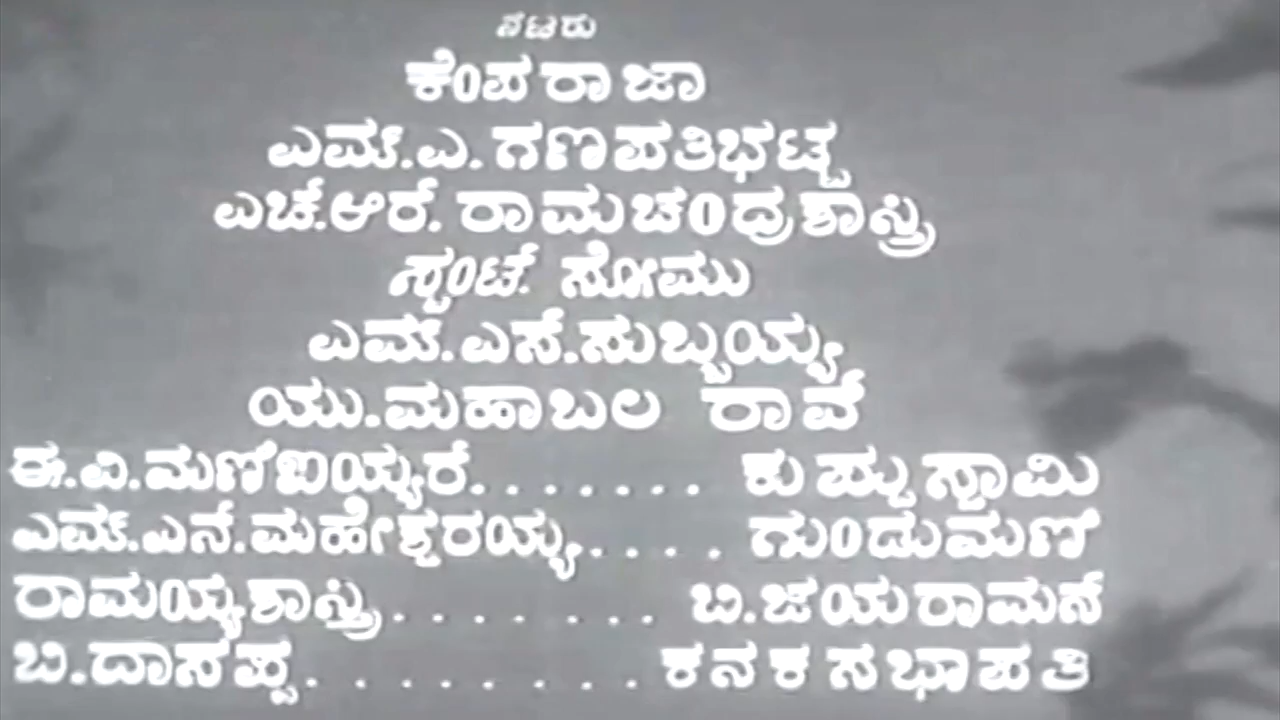 ನಟರು
ಕೆಂಪರಾಜಾ
ಎಮ್.ಎ. ಗಣಪತಿಭಟ್ಟ
ಎಚ್.ಆರ್. ರಾಮಚಂದ್ರಶಾಸ್ತ್ರಿ
ಸ್ಟಂಟ್ ಸೋಮು
ಎಮ್.ಎಸ್.ಸುಬ್ಬಯ್ಯ
ಯು.ಮಹಾಬಲ ರಾವ್
ಈ.ವಿ.ಮಣಿಐಯ್ಯರ್....... ಕುಪ್ಪುಸ್ವಾಮಿ
ಎಮ್.ಎನ್.ಮಹೇಶ್ವರಯ್ಯ.... ಗುಂಡುಮಣಿ
ರಾಮಯ್ಯಶಾಸ್ತ್ರಿ........ ಬಿ.ಜಯರಾಮನ್
ಬಿ.ದಾಸಪ್ಪ......... ಕನಕಸಭಾಪತಿ